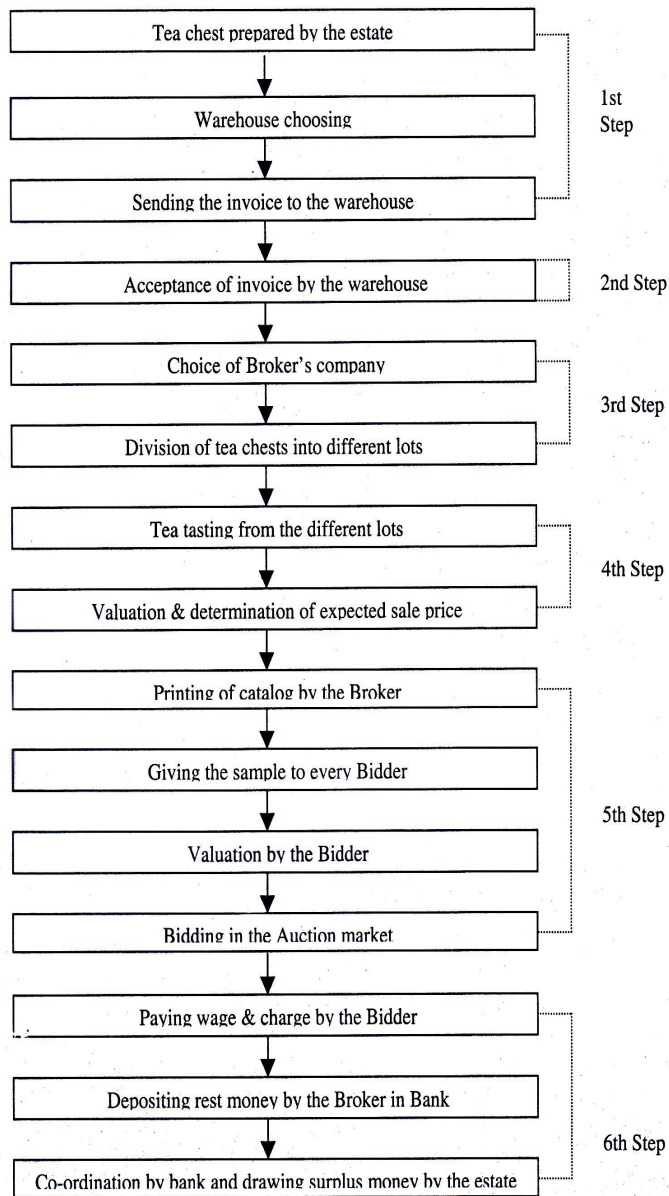 Tea chest prepared by the estate
1st
Step
Warehouse choosing
Sending the invoice to the warehouse
Acceptance of invoice by the warehouse
2nd Step
Choice of Broker's company
3rd Step
Division of tea chests into different lots
Tea tasting from the different lots
4th Step
Valuation & determination of expected sale price
Printing of catalog by the Broker
Giving the sample to every Bidder
5th Step
Valuation by the Bidder
Bidding in the Auction market
Paying wage & charge by the Bidder
Depositing rest money by the Broker in Bank
6th Step
Co-ordination by bank and drawing surplus money by the estate